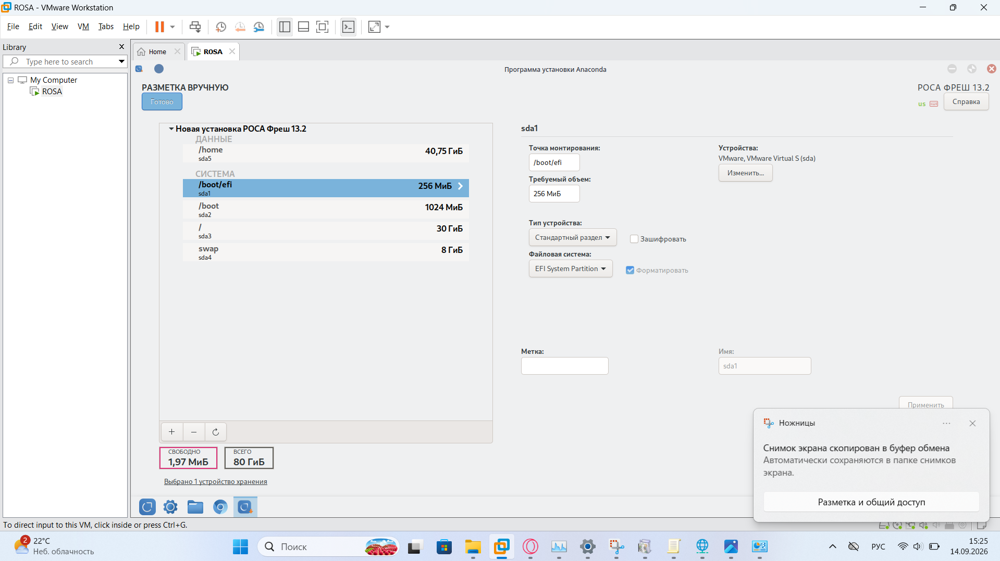 ROSA - VMware Workstation
File Edit View VM Tabs Help
Library
Type here to search
My Computer
ROSA
Home
ROSA
Программа установки Anaconda
РАЗМЕТКА ВРУЧНУЮ
Готово
РОСА ФРЕШ 13.2
us
Справка
Новая установка РОСА Фреш 13.2
ДАННЫЕ
/home
40,75 ГиБ
sda5
СИСТЕМА
/boot/efi
256 МиБ
sda1
/boot
1024 МиБ
sda2
/
30 ГиБ
sda3
swap
8 ГиБ
sda4
СВОБОДНО
1,97 МиБ
ВСЕГО
80 ГиБ
Выбрано 1 устройство хранения
sda1
Точка монтирования:
/boot/efi
Требуемый объем:
256 МиБ
Устройства:
VMware, VMware Virtual S (sda)
Изменить...
Тип устройства:
Стандартный раздел
Зашифровать
Файловая система:
EFI System Partition
Форматировать
Метка:
Имя:
sda1
Применить
Ножницы
Снимок экрана скопирован в буфер обмена
Автоматически сохраняются в папке снимков
экрана.
Разметка и общий доступ
To direct input to this VM, click inside or press Ctrl+G.
2
22°C
Неб. облачность
Поиск
РУС
15:25
14.09.2026